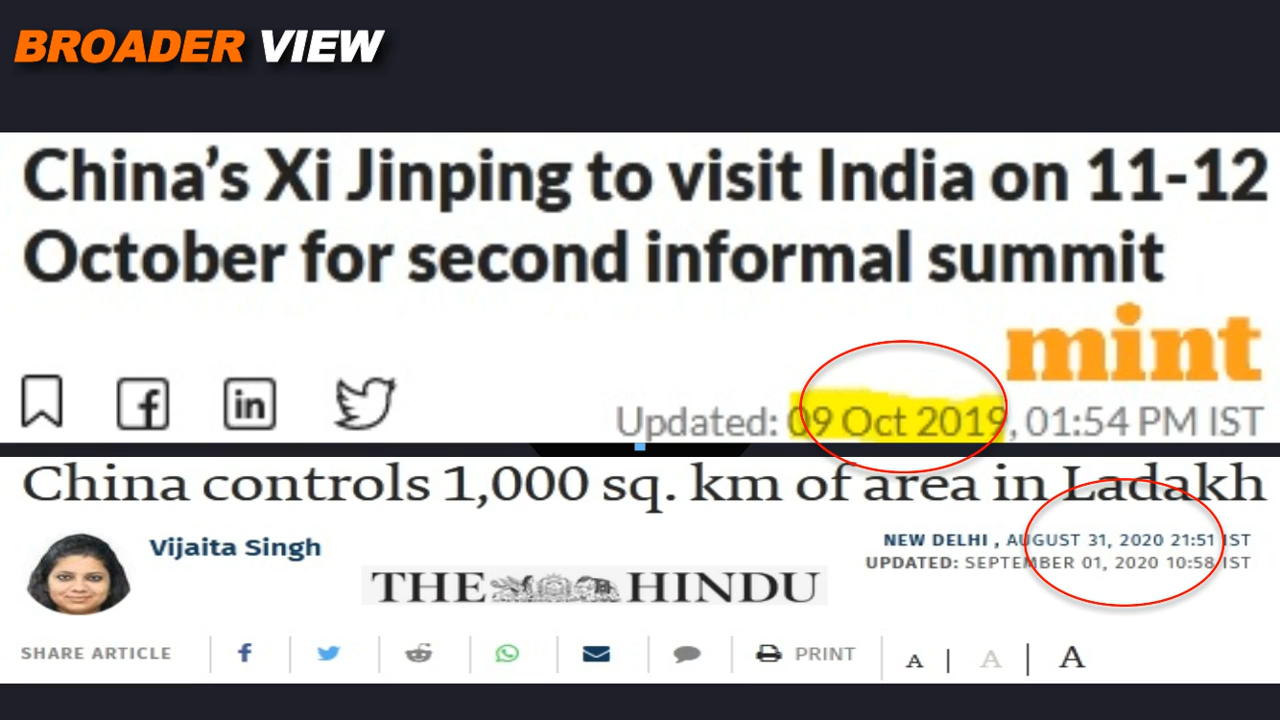 BROADER VIEW
China's Xi Jinping to visit India on 11-12
October for second informal summit
mint
Updated: 09 Oct 2019, 01:54 PM IST
China controls 1,000 sq. km of area in Ladakh
Vijaita Singh
NEW DELHI , AUGUST 31, 2020 21:51 IST
UPDATED: SEPTEMBER 01, 2020 10:58 IST
THE HINDU
SHARE ARTICLE
PRINT
A | A | A